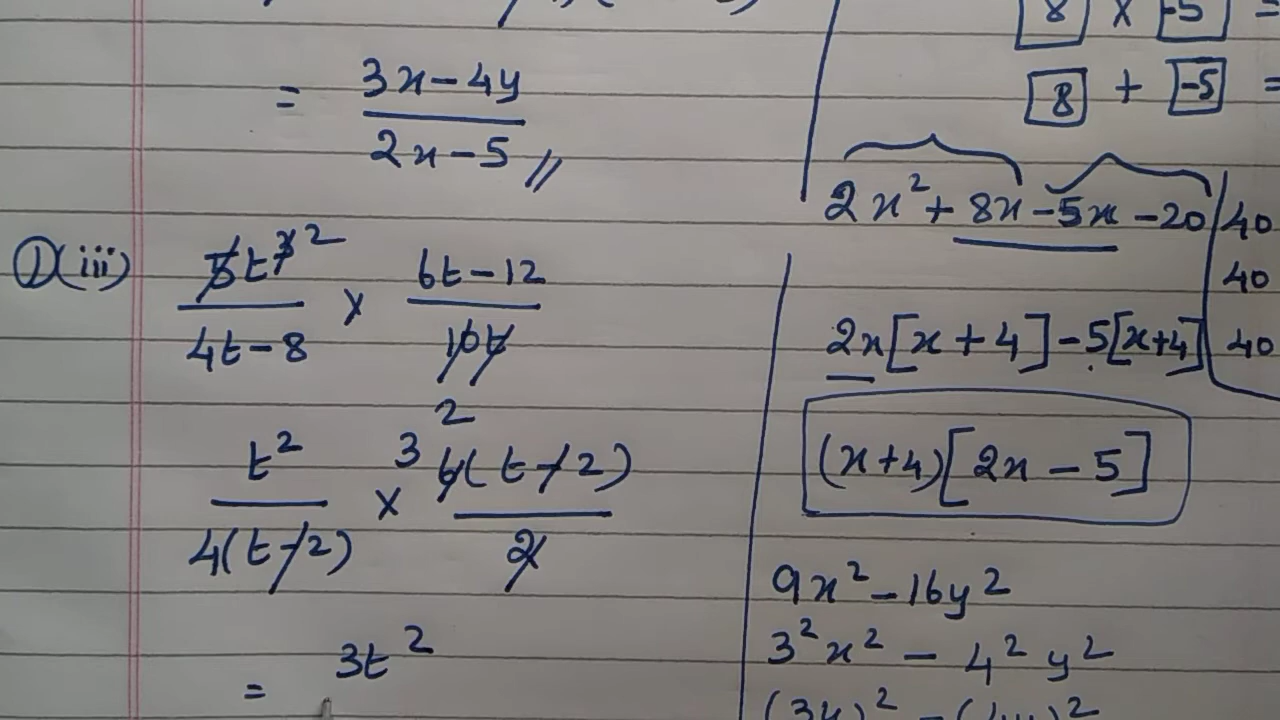 = (3x-4y)/(2x-5) //
①(iii) 5t³ ² / (4t-8) × (6t-12) / 10t 2
t² / 4(t-2) × 3 6(t-2) / 2
= 3t²
8 × -5 =
8 + -5 =
2x² + 8x - 5x - 20 | 40
40
2x[x+4] - 5[x+4] | 40
(x+4)[2x-5]
9x² - 16y²
3²x² - 4²y²